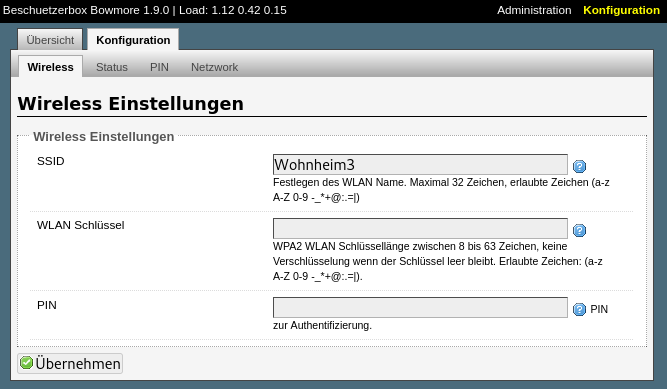 Beschuetzerbox Bowmore 1.9.0 | Load: 1.12 0.42 0.15 Administration Konfiguration
Übersicht Konfiguration
Wireless Status PIN Netzwerk
Wireless Einstellungen
Wireless Einstellungen
SSID Wohnheim3
Festlegen des WLAN Name. Maximal 32 Zeichen, erlaubte Zeichen (a-z
A-Z 0-9 -_*+@:.=|)
WLAN Schlüssel
WPA2 WLAN Schlüssellänge zwischen 8 bis 63 Zeichen, keine
Verschlüsselung wenn der Schlüssel leer bleibt. Erlaubte Zeichen: (a-z
A-Z 0-9 -_*+@:.=|).
PIN PIN
zur Authentifizierung.
Übernehmen